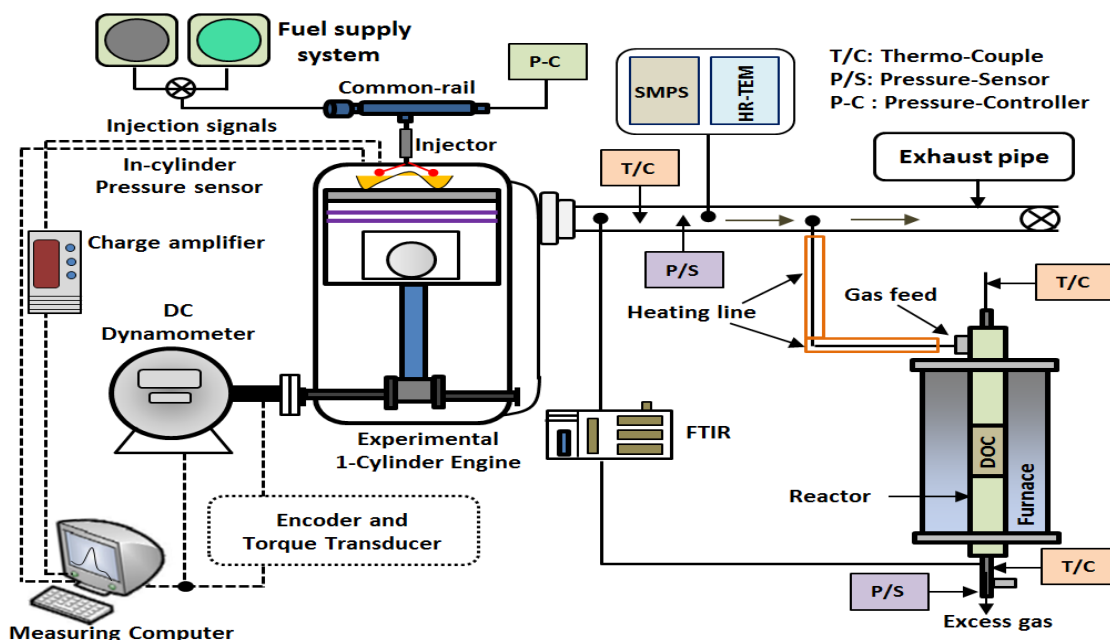 Fuel supply
system
P-C
Common-rail
Injection signals
Injector
In-cylinder
Pressure sensor
Charge amplifier
DC
Dynamometer
Experimental
1-Cylinder Engine
Encoder and
Torque Transducer
Measuring Computer
SMPS
HR-TEM
T/C: Thermo-Couple
P/S: Pressure-Sensor
P-C : Pressure-Controller
T/C
Exhaust pipe
P/S
Heating line
Gas feed
T/C
FTIR
DOC
Reactor
Furnace
T/C
P/S
Excess gas